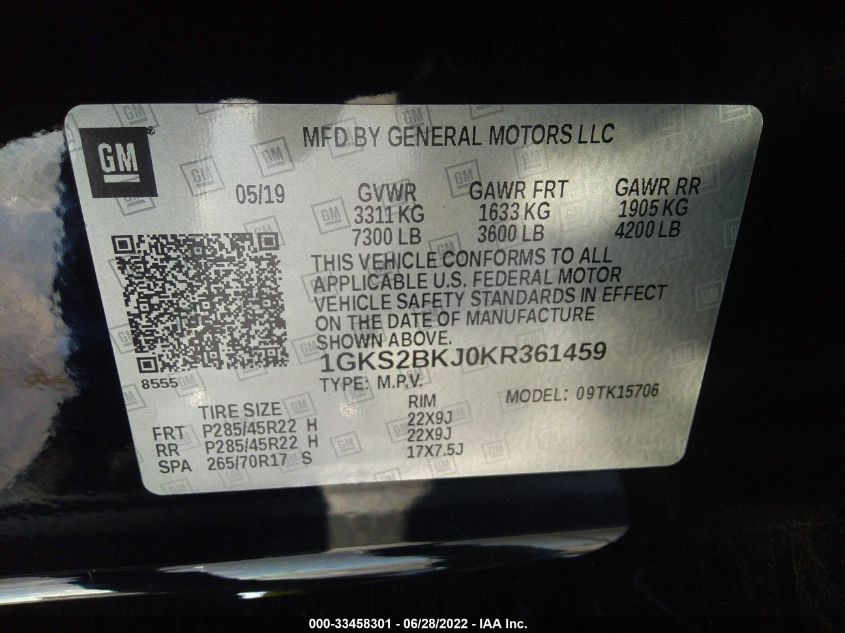 GM
MFD BY GENERAL MOTORS LLC
05/19 GVWR GAWR FRT GAWR RR
3311 KG 1633 KG 1905 KG
7300 LB 3600 LB 4200 LB
THIS VEHICLE CONFORMS TO ALL
APPLICABLE U.S. FEDERAL MOTOR
VEHICLE SAFETY STANDARDS IN EFFECT
ON THE DATE OF MANUFACTURE
SHOWN ABOVE.
1GKS2BKJ0KR361459
8555 TYPE: M.P.V. MODEL: 09TK15706
TIRE SIZE RIM
FRT P285/45R22 H 22X9J
RR P285/45R22 H 22X9J
SPA 265/70R17 S 17X7.5J
000-33458301 - 06/28/2022 - IAA Inc.